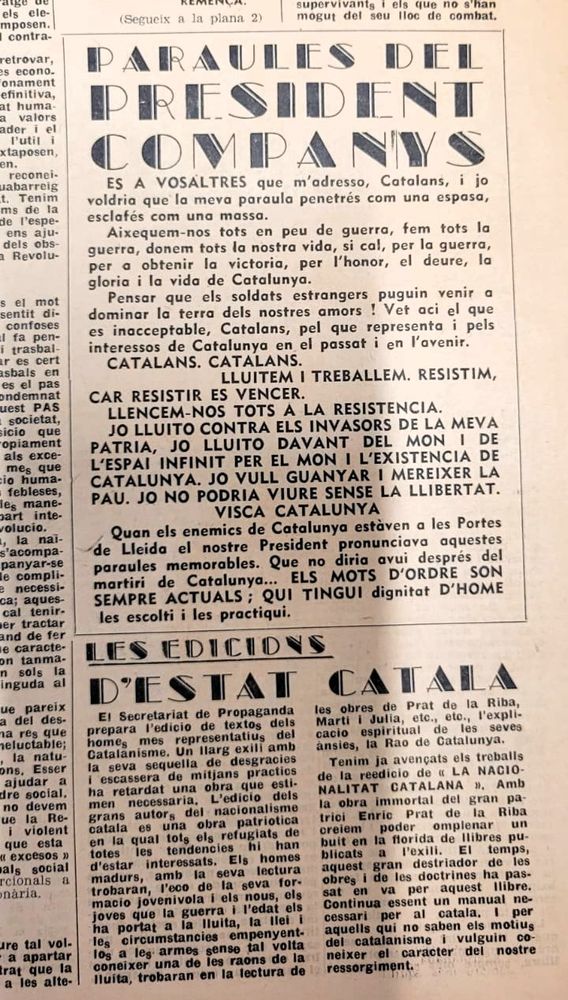 REMENÇA.
(Segueix a la plana 2)
supervivants i els que no s'han
mogut del seu lloc de combat.
PARAULES DEL
PRESIDENT
COMPANYS
ES A VOSALTRES que m'adresso, Catalans, i jo
voldria que la meva paraula penetrés com una espasa,
esclafés com una massa.
Aixequem-nos tots en peu de guerra, fem tots la
guerra, donem tots la nostra vida, si cal, per la guerra,
per a obtenir la victoria, per l'honor, el deure, la
gloria i la vida de Catalunya.
Pensar que els soldats estrangers puguin venir a
dominar la terra dels nostres amors ! Vet aci el que
es inacceptable, Catalans, pel que representa i pels
interessos de Catalunya en el passat i en l'avenir.
CATALANS. CATALANS.
LLUITEM I TREBALLEM. RESISTIM,
CAR RESISTIR ES VENCER.
LLENCEM-NOS TOTS A LA RESISTENCIA.
JO LLUITO CONTRA ELS INVASORS DE LA MEVA
PATRIA, JO LLUITO DAVANT DEL MON I DE
L'ESPAI INFINIT PER EL MON I L'EXISTENCIA DE
CATALUNYA. JO VULL GUANYAR I MEREIXER LA
PAU. JO NO PODRIA VIURE SENSE LA LLIBERTAT.
VISCA CATALUNYA
Quan els enemics de Catalunya estàven a les Portes
de Lleida el nostre President pronunciava aquestes
paraules memorables. Que no diria avui després del
martiri de Catalunya... ELS MOTS D'ORDRE SON
SEMPRE ACTUALS ; QUI TINGUI dignitat D'HOME
les escolti i les practiqui.
LES EDICIONS
D'ESTAT CATALA
El Secretariat de Propaganda
prepara l'edicio de textos dels
homes mes representatius del
Catalanisme. Un llarg exili amb
la seva sequella de desgracies
i escassera de mitjans practics
ha retardat una obra que esti-
men necessaria. L'edicio dels
grans autors del nacionalisme
catala es una obra patriotica
en la qual tots els refugiats de
totes les tendencies hi han
d'estar interessats. Els homes
madurs, amb la seva lectura
trobaran, l'eco de la seva for-
macio jovenivola i els nous, els
joves que la guerra i l'edat els
ha portat a la lluita, la llei i
les circumstancies empenyent-
los a les armes sense tal volta
coneixer una de les raons de la
lluita, trobaran en la lectura de
les obres de Prat de la Riba,
Marti i Julia, etc., etc., l'expli-
cacio espiritual de les seves
ànsies, la Rao de Catalunya.
Tenim ja avençats els treballs
de la reedicio de « LA NACIO-
NALITAT CATALANA ». Amb
la obra immortal del gran pa-
trici Enric Prat de la Riba
creiem poder omplenar un
buit en la florida de llibres pu-
blicats a l'exili. El temps,
aquest gran destriador de les
obres i de les doctrines ha pas-
sat en va per aquest llibre.
Continua essent un manual ne-
cessari per al catala. I per
aquells que no saben els motius
del catalanisme i vulguin co-
neixer el caracter del nostre
ressorgiment.